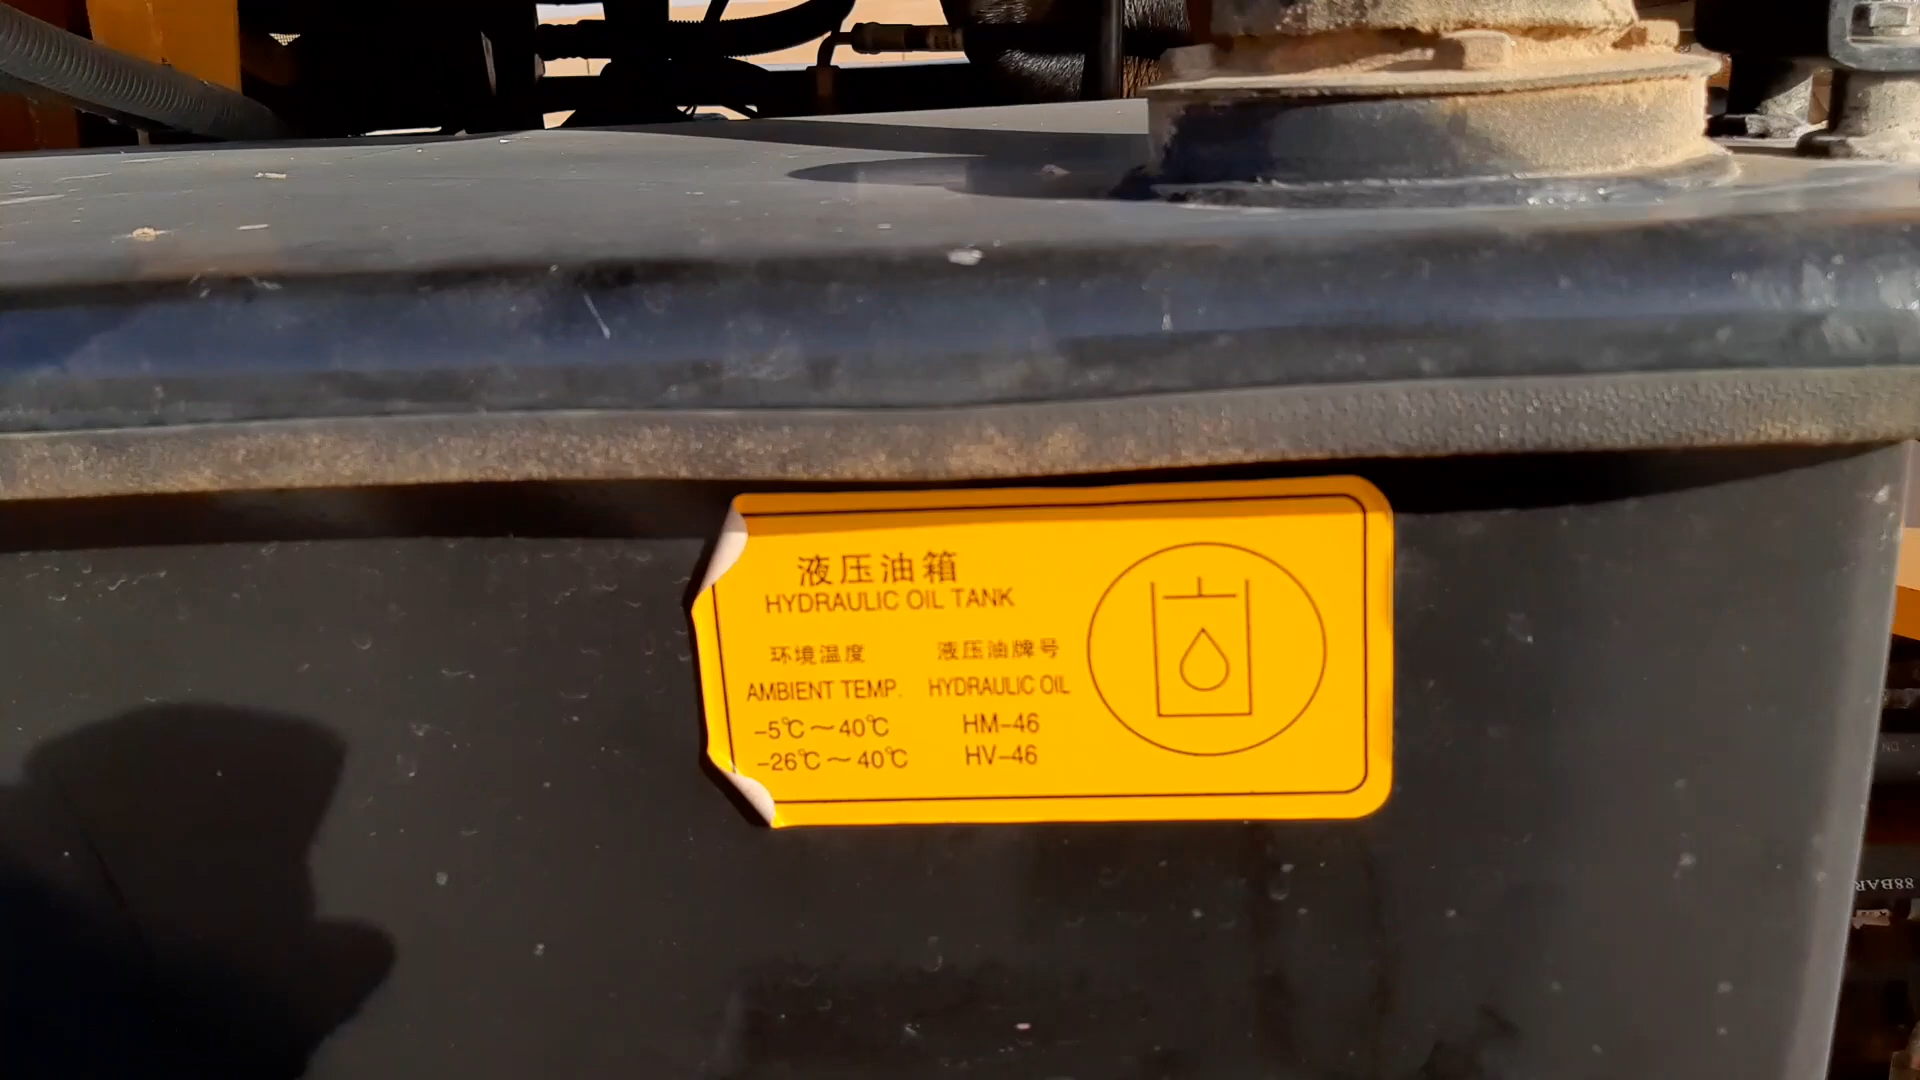 液压油箱
HYDRAULIC OIL TANK
环境温度 液压油牌号
AMBIENT TEMP. HYDRAULIC OIL
-5℃～40℃ HM-46
-26℃～40℃ HV-46
88BAR